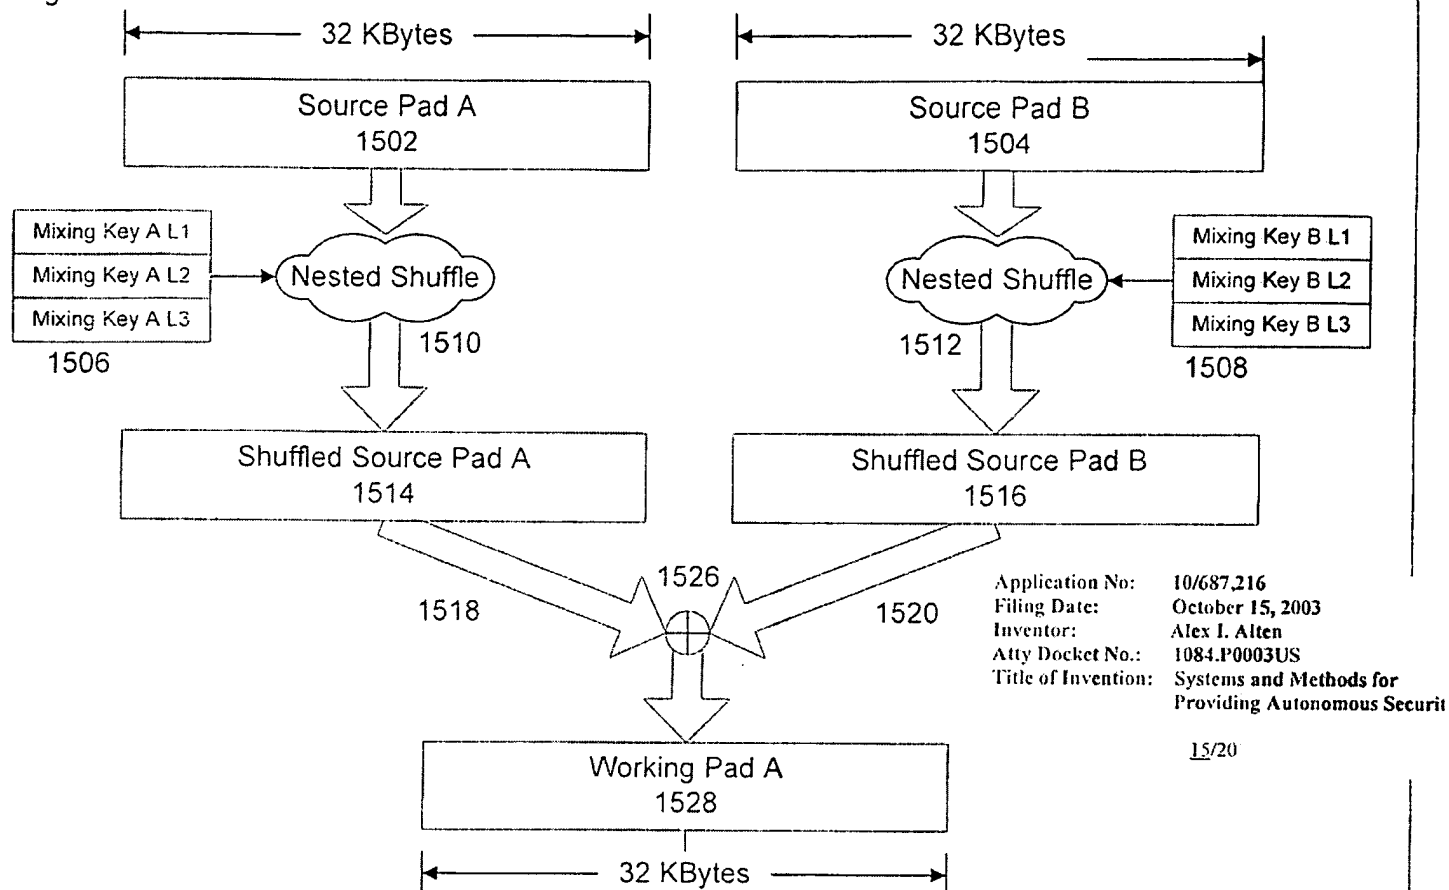 32 KBytes
32 KBytes
Source Pad A
1502
Source Pad B
1504
Mixing Key A L1
Mixing Key A L2
Mixing Key A L3
1506
Nested Shuffle
1510
Nested Shuffle
1512
Mixing Key B L1
Mixing Key B L2
Mixing Key B L3
1508
Shuffled Source Pad A
1514
Shuffled Source Pad B
1516
1518
1526
1520
Application No: 10/687,216
Filing Date: October 15, 2003
Inventor: Alex I. Alten
Atty Docket No.: 1084.P0003US
Title of Invention: Systems and Methods for
Providing Autonomous Securit
15/20
Working Pad A
1528
32 KBytes